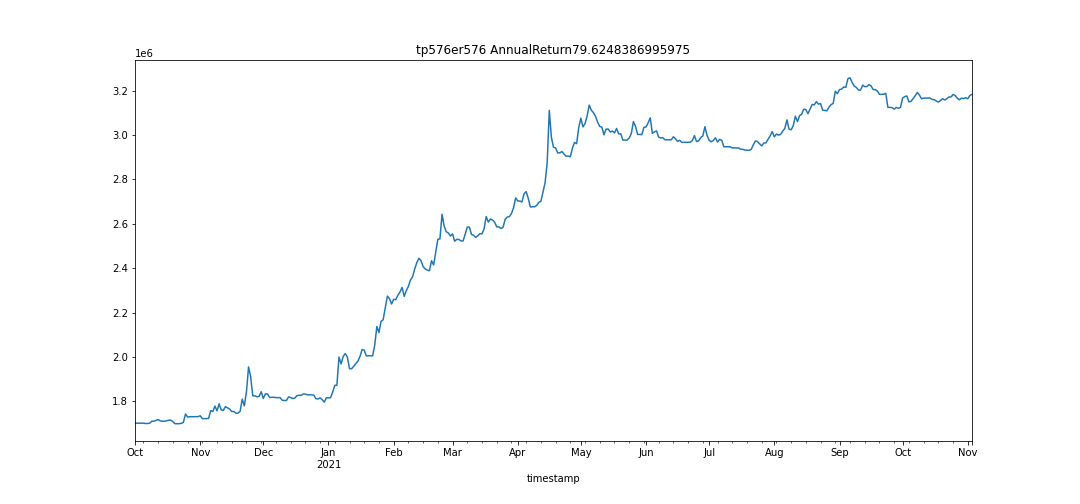 tp576er576 AnnualReturn79.6248386995975
1e6
3.2
3.0
2.8
2.6
2.4
2.2
2.0
1.8
Oct Nov Dec Jan Feb Mar Apr May Jun Jul Aug Sep Oct Nov
2021
timestamp